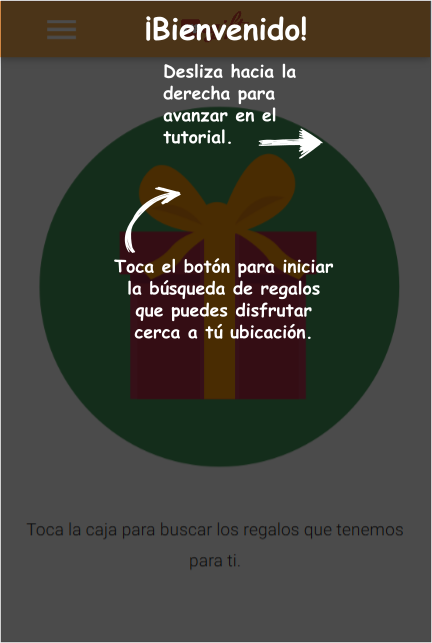 ¡Bienvenido!
Desliza hacia la
derecha para
avanzar en el
tutorial.
Toca el botón para iniciar
la búsqueda de regalos
que puedes disfrutar
cerca a tú ubicación.
Toca la caja para buscar los regalos que tenemos
para ti.